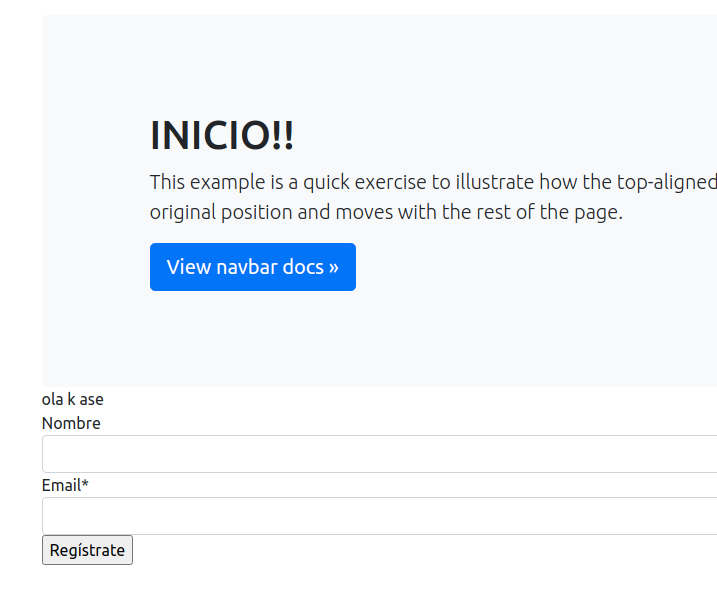 INICIO!!
This example is a quick exercise to illustrate how the top-aligned
original position and moves with the rest of the page.
View navbar docs »
ola k ase
Nombre
Email*
Regístrate